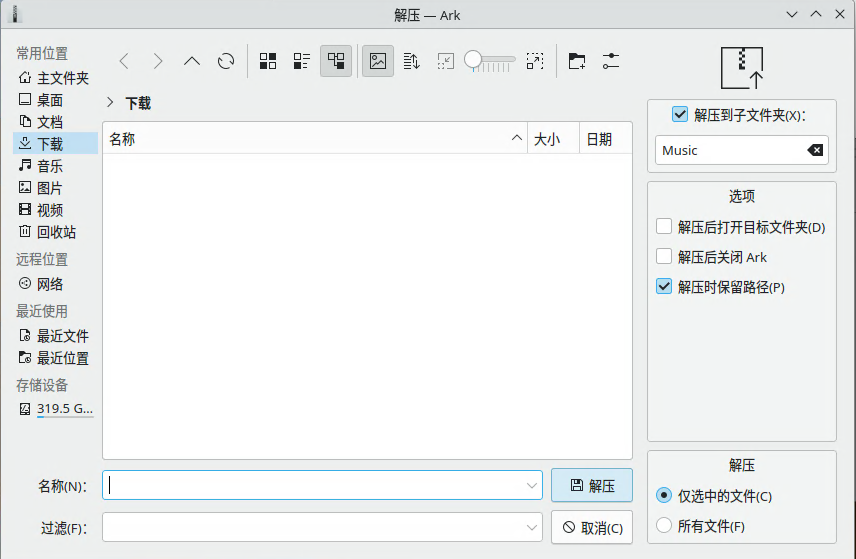 解压 — Ark
常用位置
主文件夹
桌面
文档
下载
音乐
图片
视频
回收站
远程位置
网络
最近使用
最近文件
最近位置
存储设备
319.5 G...
下载
名称 大小 日期
名称(N):
解压
过滤(F):
取消(C)
解压到子文件夹(X):
Music
选项
解压后打开目标文件夹(D)
解压后关闭 Ark
解压时保留路径(P)
解压
仅选中的文件(C)
所有文件(F)